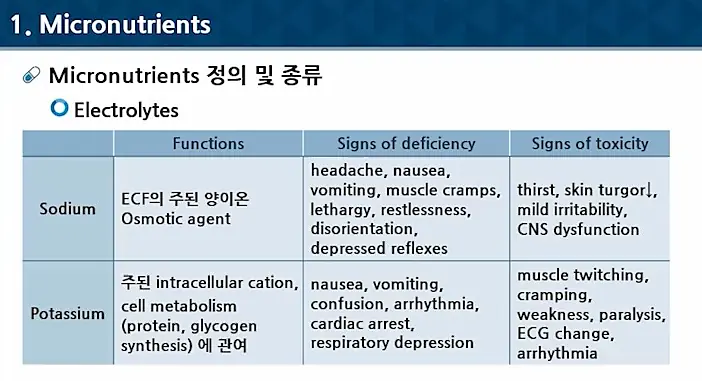 1. Micronutrients
Micronutrients 정의 및 종류
Electrolytes
Functions
Signs of deficiency
Signs of toxicity
Sodium
ECF의 주된 양이온
Osmotic agent
headache, nausea,
vomiting, muscle cramps,
lethargy, restlessness,
disorientation,
depressed reflexes
thirst, skin turgor↓,
mild irritability,
CNS dysfunction
Potassium
주된 intracellular cation,
cell metabolism
(protein, glycogen
synthesis) 에 관여
nausea, vomiting,
confusion, arrhythmia,
cardiac arrest,
respiratory depression
muscle twitching,
cramping,
weakness, paralysis,
ECG change,
arrhythmia